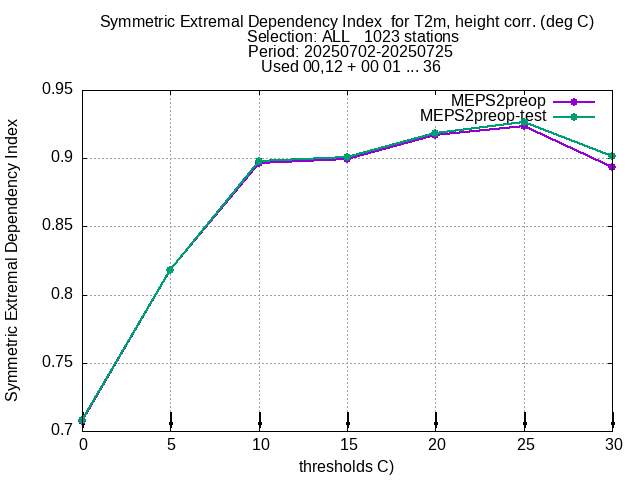 Symmetric Extremal Dependency Index  for T2m, height corr. (deg C)
Selection: ALL   1023 stations
Period: 20250702-20250725
Used 00,12 + 00 01 ... 36
MEPS2preop
MEPS2preop-test
Symmetric Extremal Dependency Index
0.95
0.9
0.85
0.8
0.75
0.7
0 5 10 15 20 25 30
thresholds C)